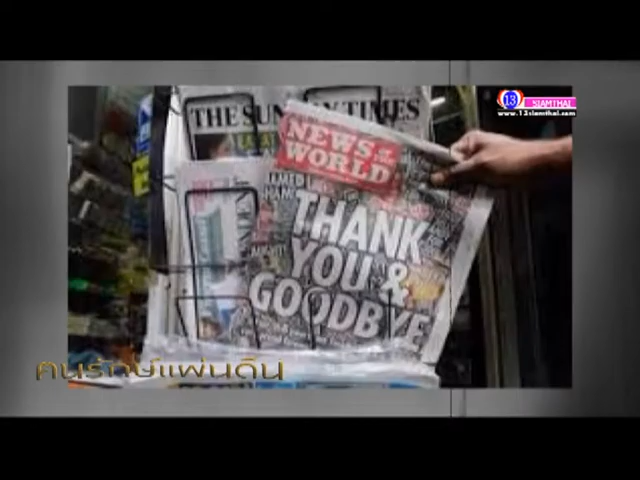 13
SIAMTHAI
www.13siamthai.com
THE SUNDAY TIMES
NEWS OF THE WORLD
THANK
YOU &
GOODBYE
ฅนรักษ์แผ่นดิน